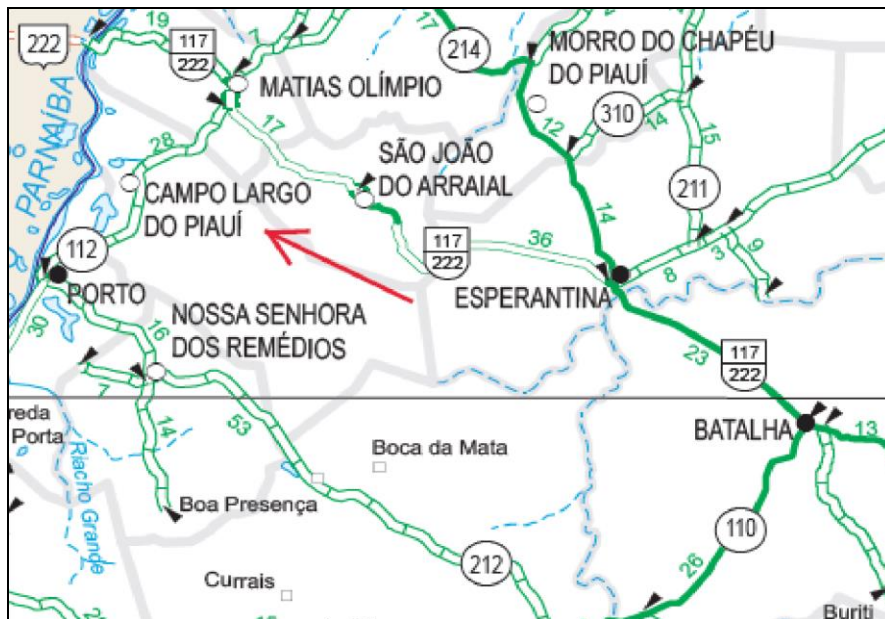 19
117
222
7
17
214
MORRO DO CHAPÉU
DO PIAUÍ
222
MATIAS OLÍMPIO
310
14
12
15
PARNAÍBA
28
17
SÃO JOÃO
DO ARRAIAL
211
CAMPO LARGO
DO PIAUÍ
14
112
117
222
36
8
3
9
PORTO
ESPERANTINA
30
16
NOSSA SENHORA
DOS REMÉDIOS
23
117
222
7
14
53
reda
Porta
Boca da Mata
BATALHA
13
Riacho Grande
Boa Presença
110
212
26
Currais
Buriti